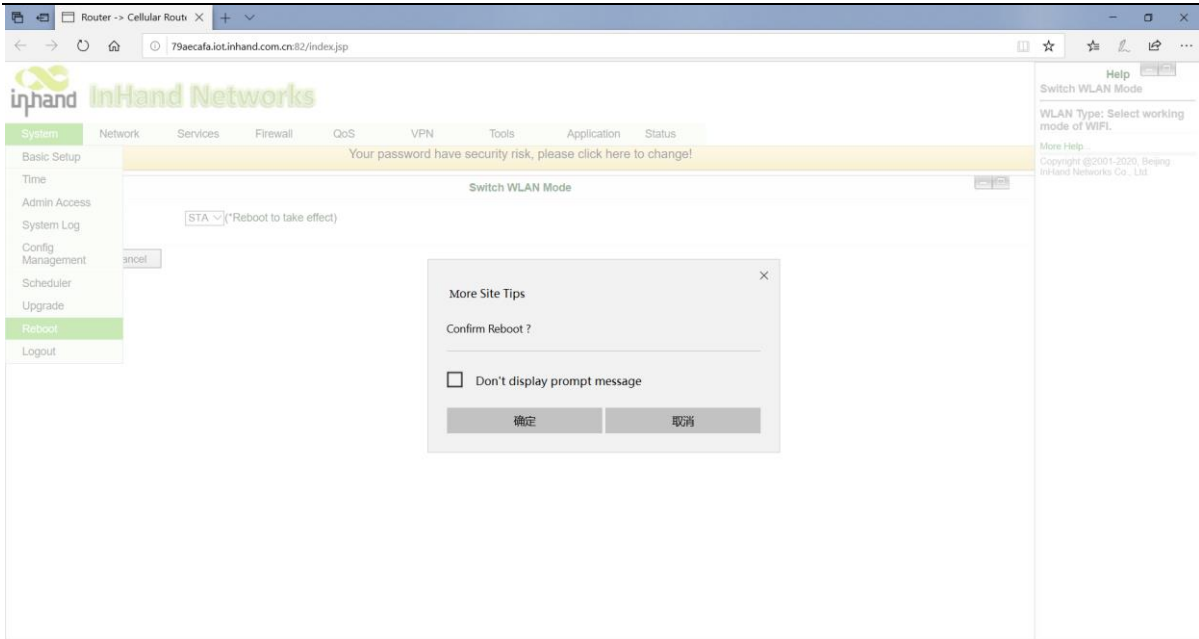 Router -> Cellular Route
79aecafa.iot.inhand.com.cn:82/index.jsp
inhand InHand Networks
System Network Services Firewall QoS VPN Tools Application Status
Your password have security risk, please click here to change!
Basic Setup
Time
Admin Access
System Log
Config
Management
Scheduler
Upgrade
Reboot
Logout
Switch WLAN Mode
STA (*Reboot to take effect)
ancel
More Site Tips
Confirm Reboot ?
Don't display prompt message
确定 取消
Help
Switch WLAN Mode
WLAN Type: Select working
mode of WIFI.
More Help...
Copyright @2001-2020, Beijing
InHand Networks Co., Ltd.